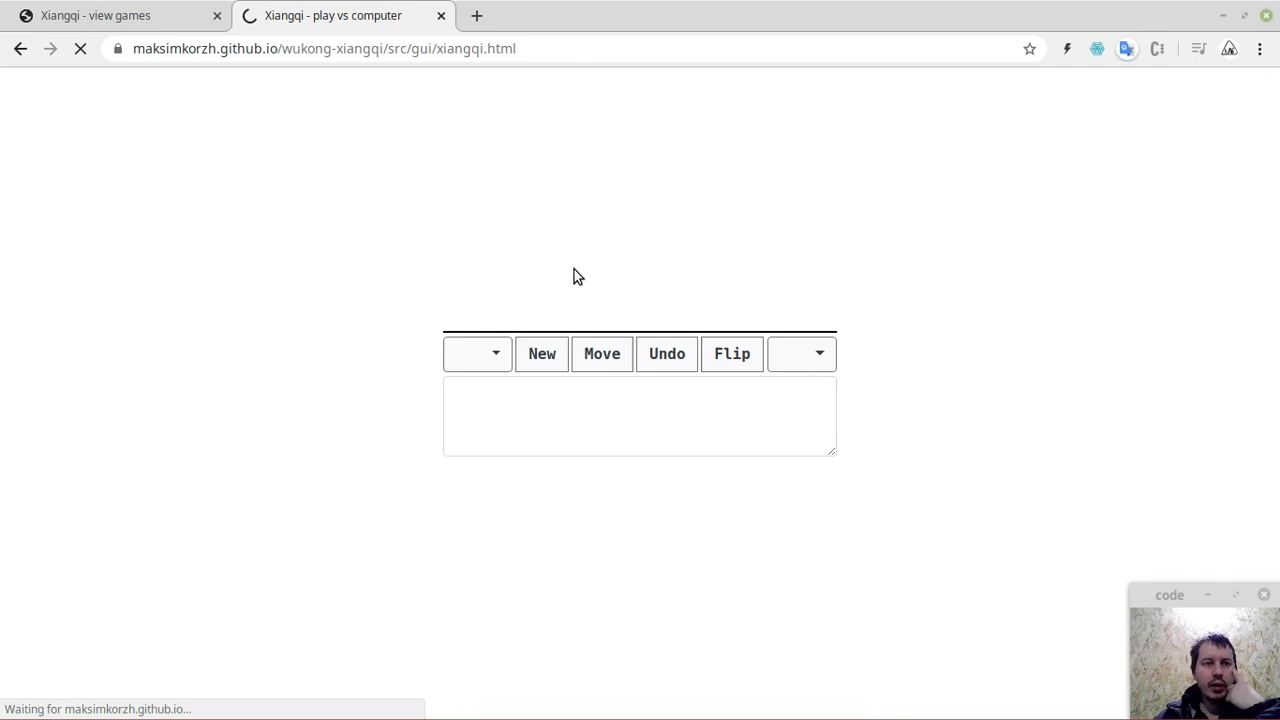 Xiangqi - view games
Xiangqi - play vs computer
maksimkorzh.github.io/wukong-xiangqi/src/gui/xiangqi.html
New Move Undo Flip
code
Waiting for maksimkorzh.github.io...